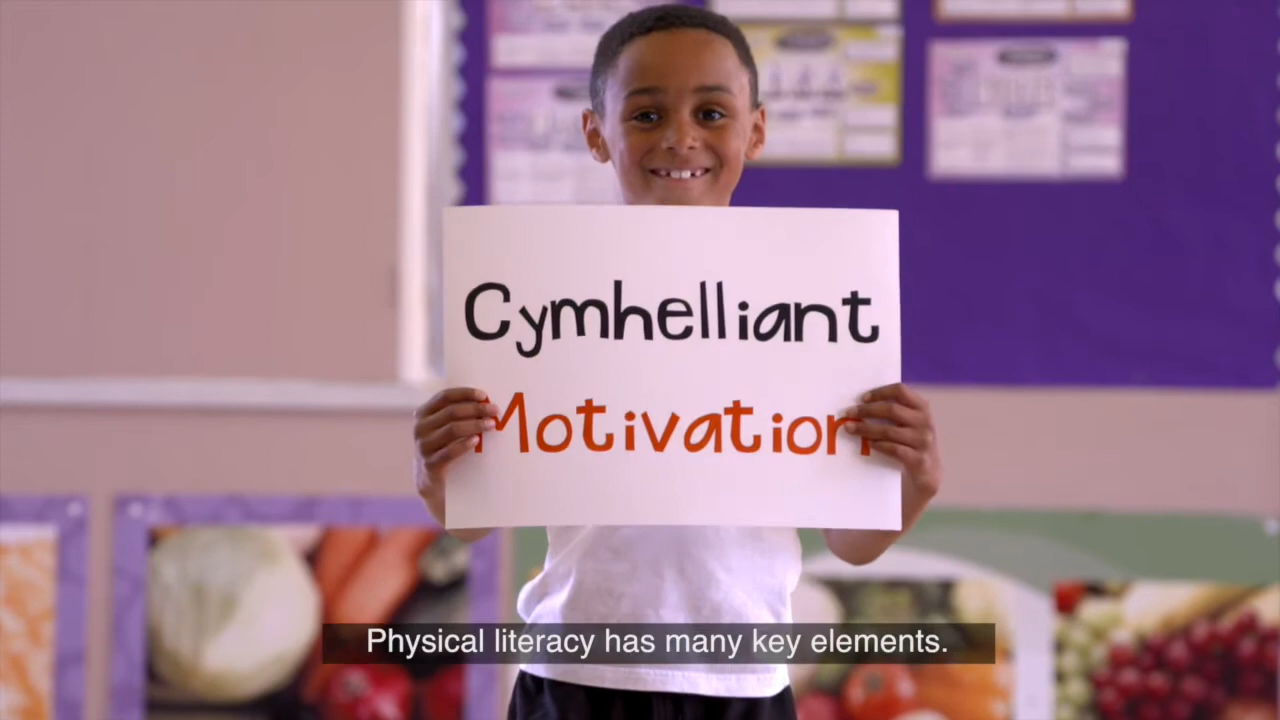 Cymhelliant
Motivation
Physical literacy has many key elements.